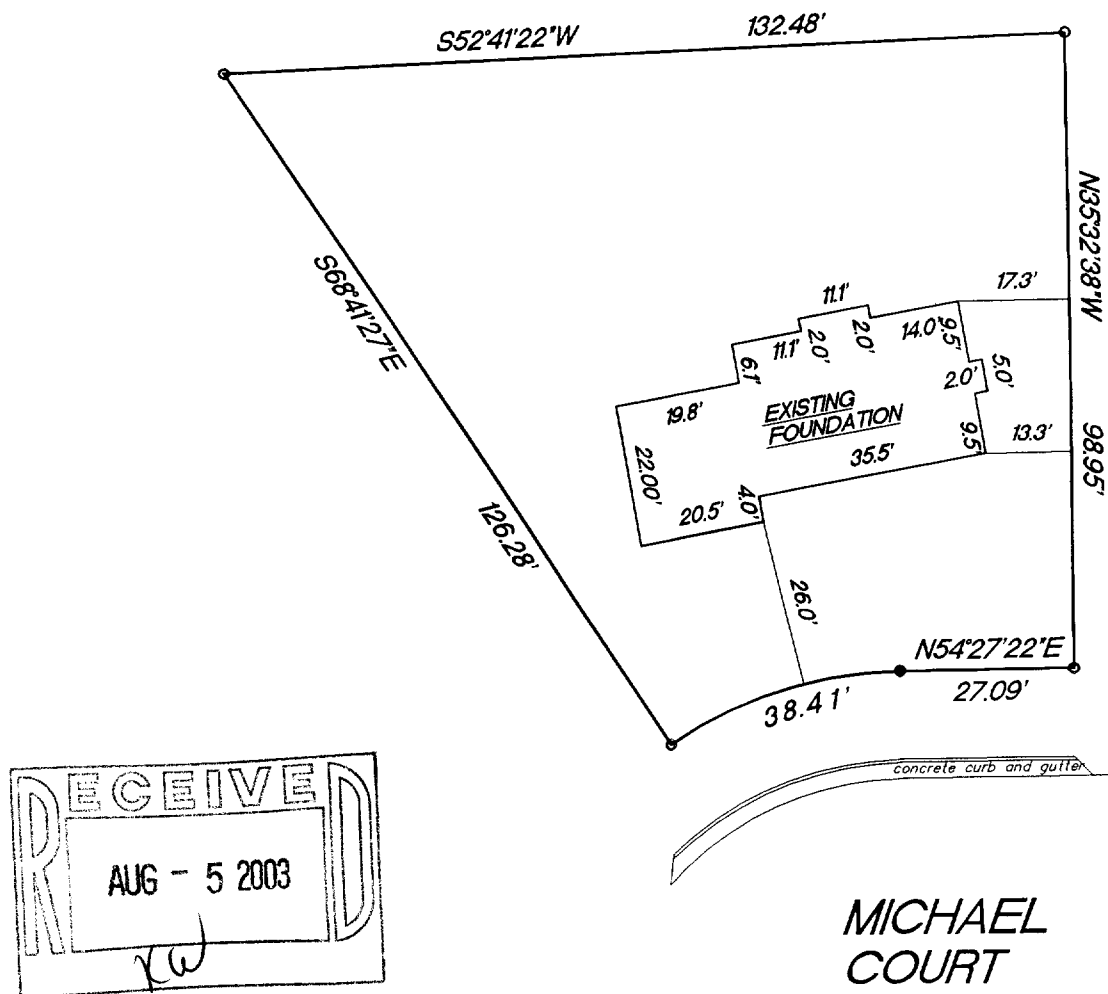 S52°41'22"W 132.48'
S68°41'27"E
126.28'
N35°32'38"W
98.95'
17.3'
11.1'
14.0'
9.5'
2.0'
2.0'
11.1'
6.1'
5.0'
2.0'
19.8'
EXISTING
FOUNDATION
9.5'
13.3'
35.5'
22.00'
4.0'
20.5'
26.0'
N54°27'22"E
27.09'
38.41'
concrete curb and gutter
RECEIVED
AUG - 5 2003
MICHAEL
COURT